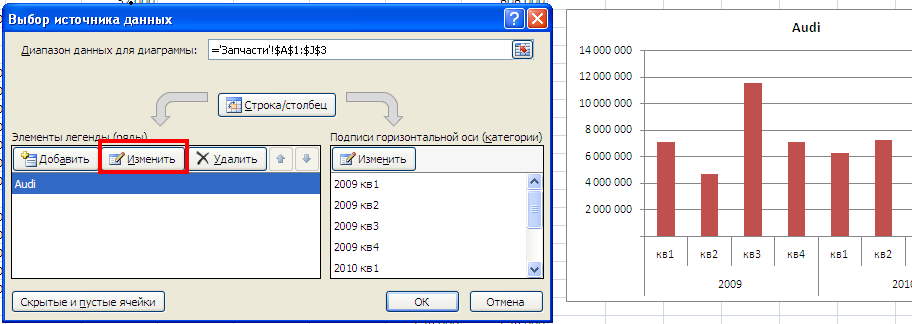 Выбор источника данных
Диапазон данных для диаграммы:
='Запчасти'!$A$1:$J$3
Строка/столбец
Элементы легенды (ряды)
Добавить
Изменить
Удалить
Audi
Подписи горизонтальной оси (категории)
Изменить
2009 кв1
2009 кв2
2009 кв3
2009 кв4
2010 кв1
Скрытые и пустые ячейки
ОК
Отмена
Audi
14 000 000
12 000 000
10 000 000
8 000 000
6 000 000
4 000 000
2 000 000
кв1 кв2 кв3 кв4 кв1 кв2
2009